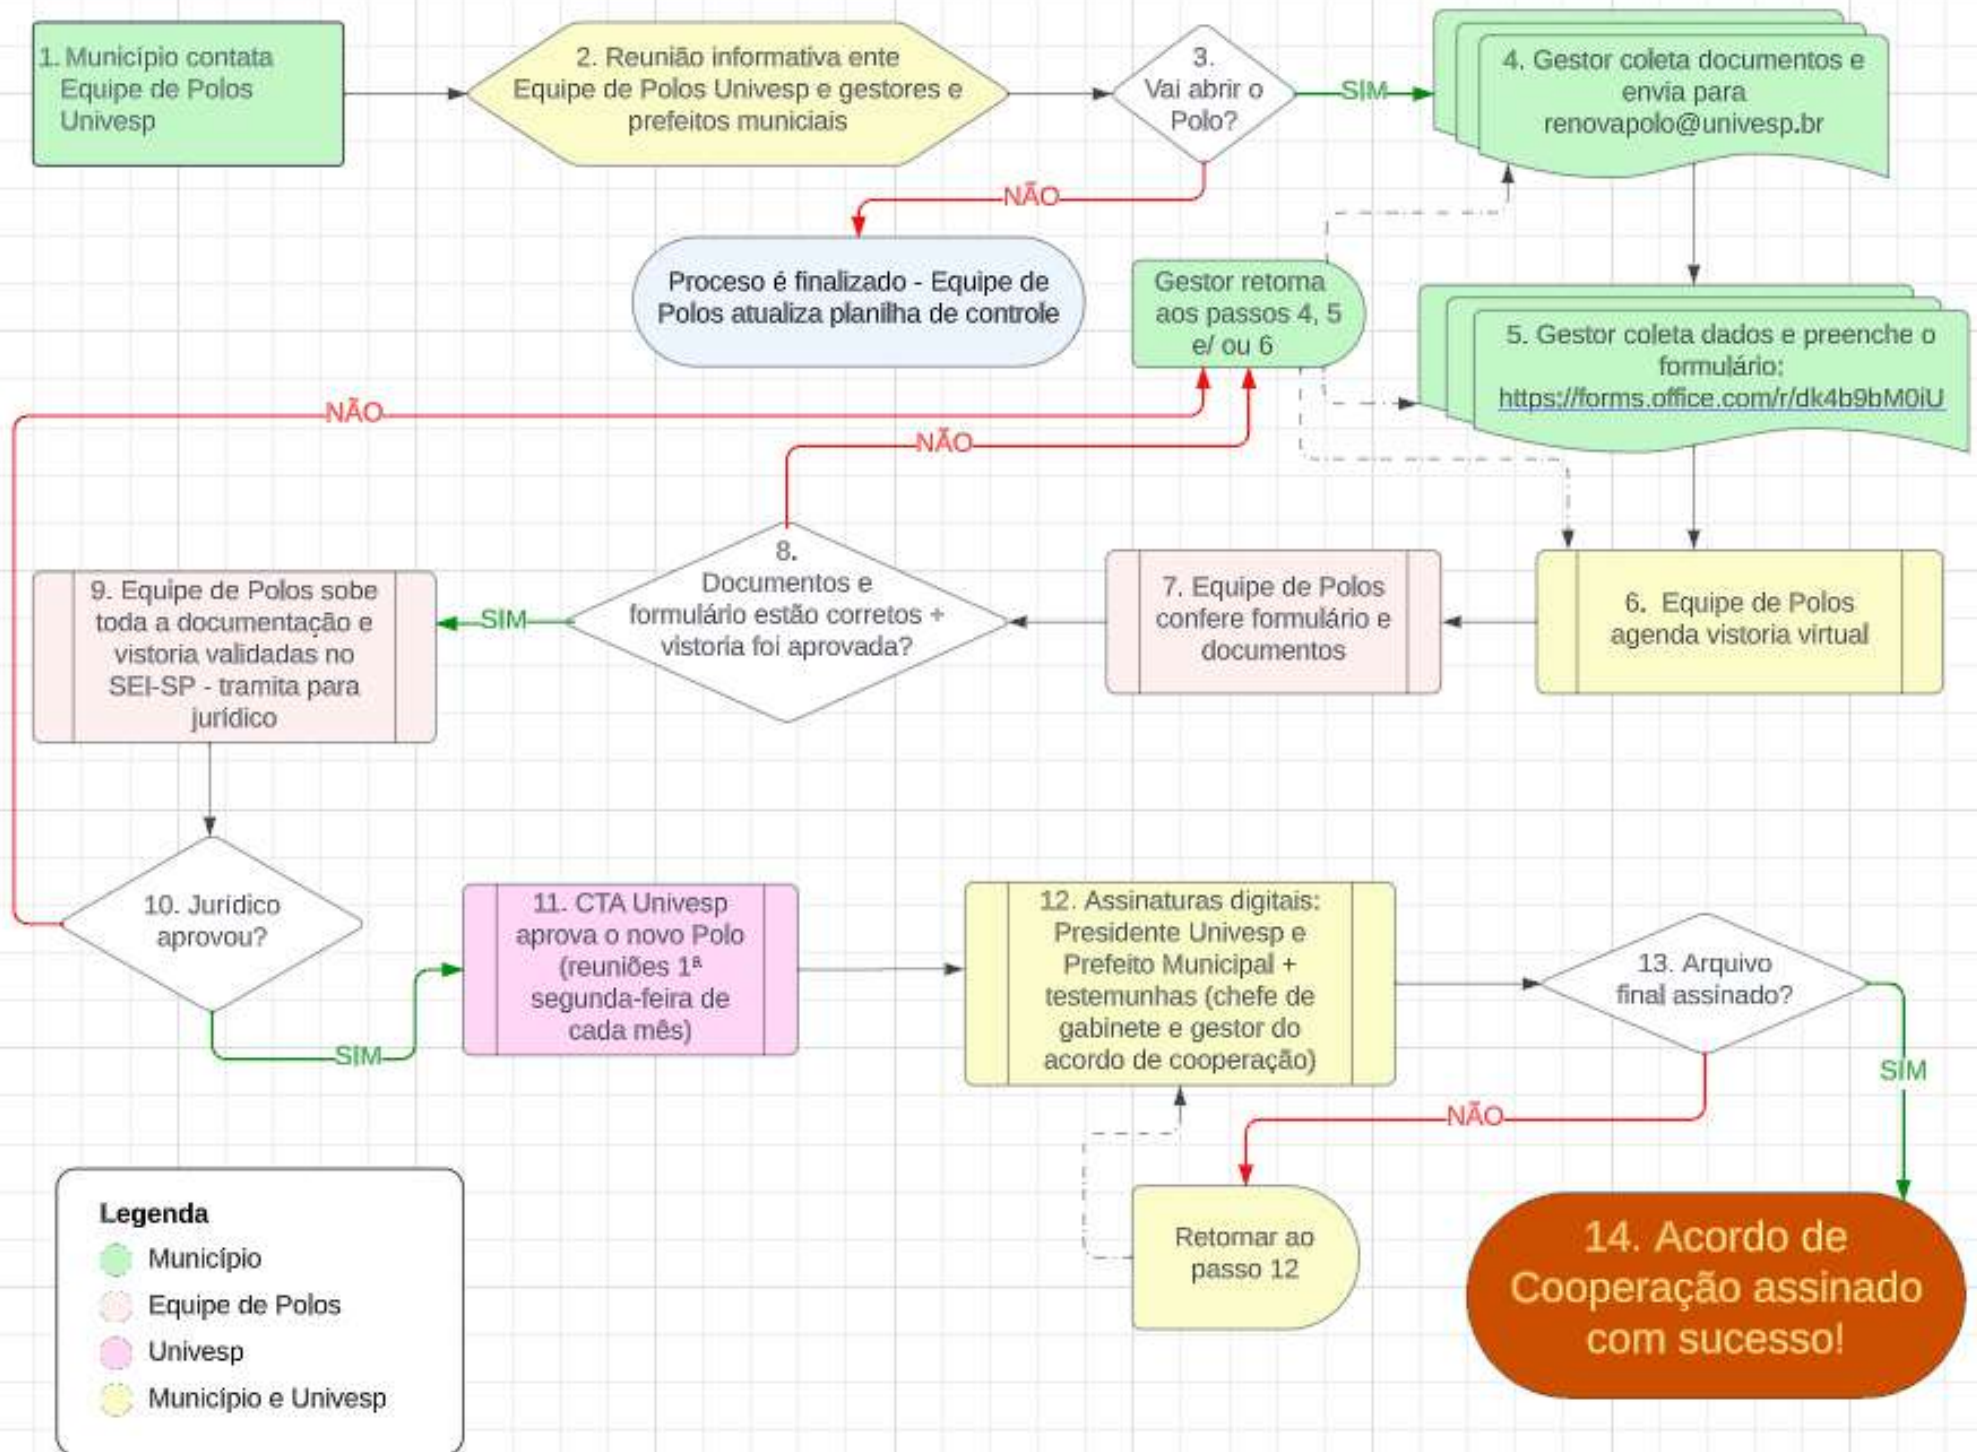 1. Município contata
Equipe de Polos
Univesp
2. Reunião informativa ente
Equipe de Polos Univesp e gestores e
prefeitos municiais
3.
Vai abrir o
Polo?
SIM
4. Gestor coleta documentos e
envia para
renovapolo@univesp.br
NÃO
Proceso é finalizado - Equipe de
Polos atualiza planilha de controle
Gestor retorna
aos passos 4, 5
e/ ou 6
5. Gestor coleta dados e preenche o
formulário:
https://forms.office.com/r/dk4b9bM0iU
NÃO
NÃO
6. Equipe de Polos
agenda vistoria virtual
7. Equipe de Polos
confere formulário e
documentos
8.
Documentos e
formulário estão corretos +
vistoria foi aprovada?
SIM
9. Equipe de Polos sobe
toda a documentação e
vistoria validadas no
SEI-SP - tramita para
jurídico
10. Jurídico
aprovou?
SIM
11. CTA Univesp
aprova o novo Polo
(reuniões 1ª
segunda-feira de
cada mês)
12. Assinaturas digitais:
Presidente Univesp e
Prefeito Municipal +
testemunhas (chefe de
gabinete e gestor do
acordo de cooperação)
13. Arquivo
final assinado?
SIM
NÃO
Retornar ao
passo 12
14. Acordo de
Cooperação assinado
com sucesso!
Legenda
Município
Equipe de Polos
Univesp
Município e Univesp